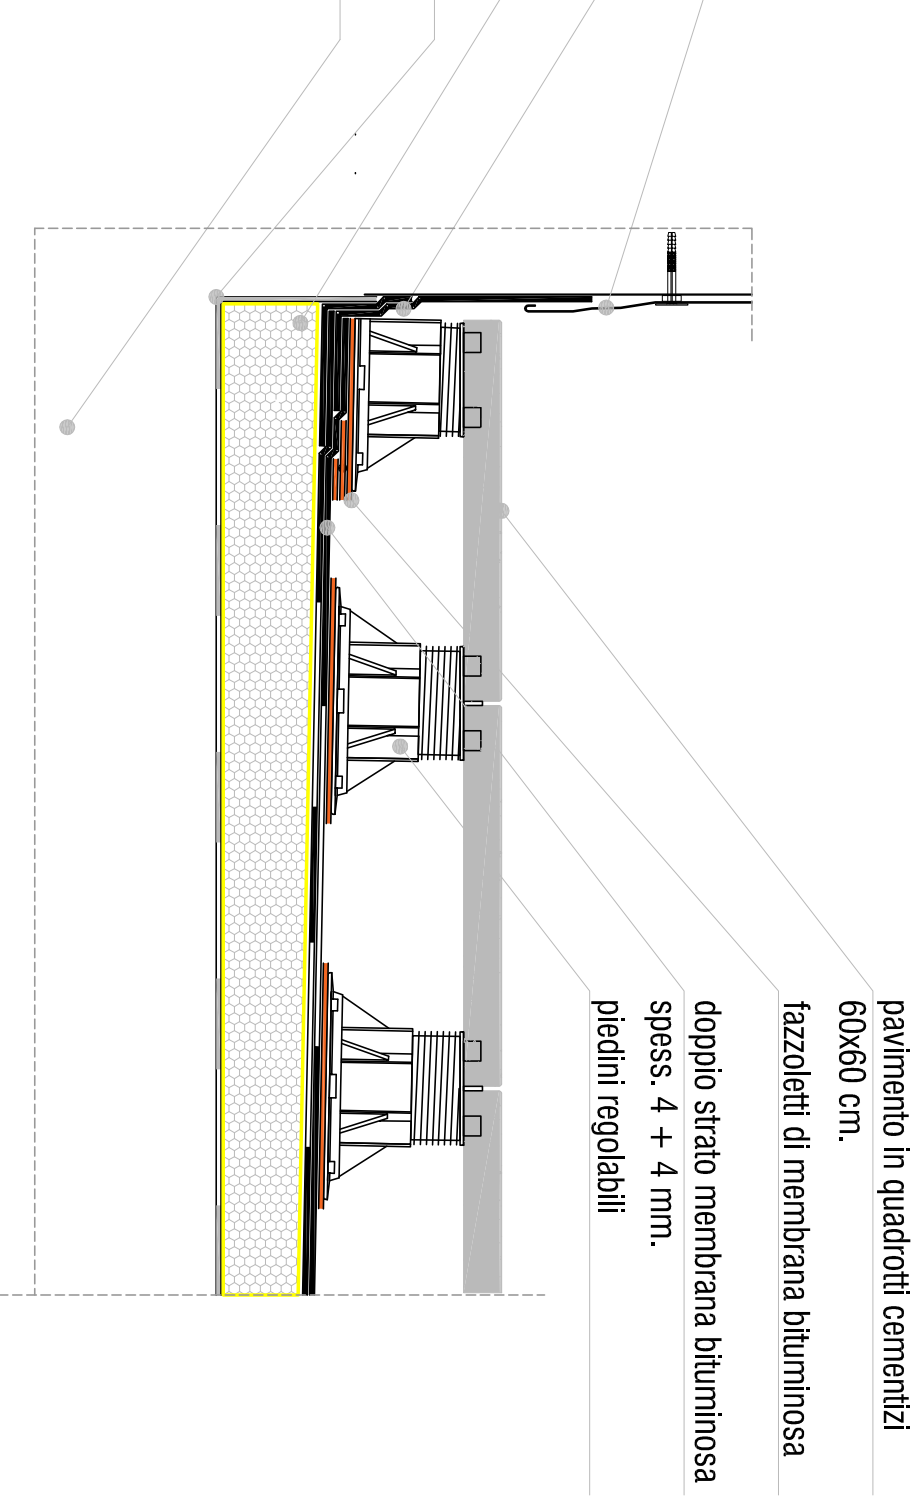 pavimento in quadrotti cementizi
60x60 cm.
fazzoletti di membrana bituminosa
doppio strato membrana bituminosa
spess. 4 + 4 mm.
piedini regolabili